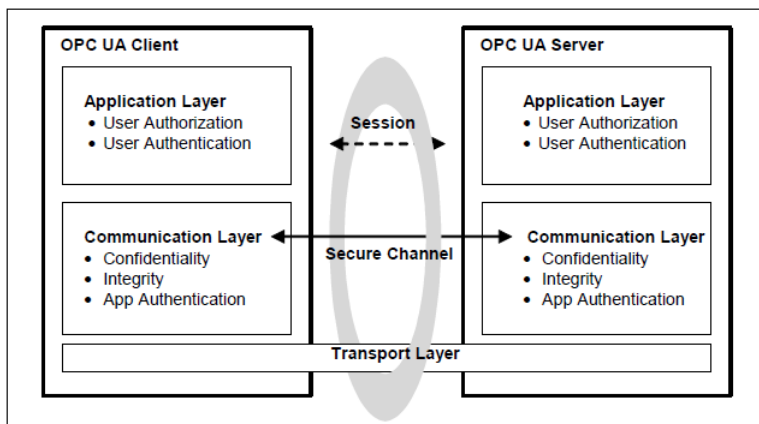 OPC UA Client
Application Layer
• User Authorization
• User Authentication
Communication Layer
• Confidentiality
• Integrity
• App Authentication
Session
Secure Channel
Transport Layer
OPC UA Server
Application Layer
• User Authorization
• User Authentication
Communication Layer
• Confidentiality
• Integrity
• App Authentication